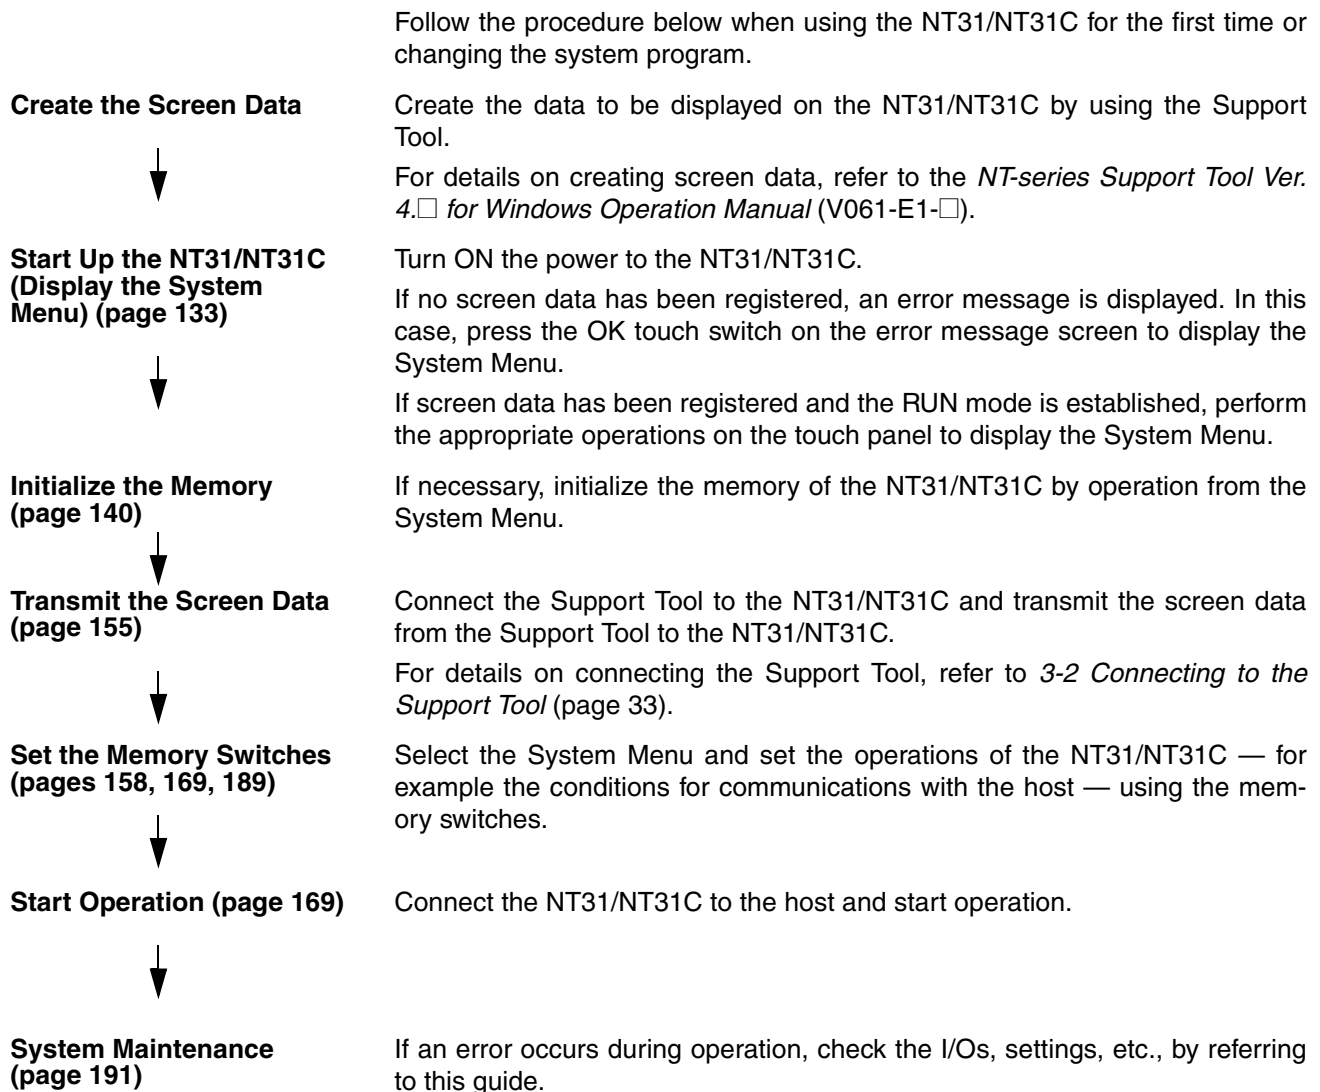 Follow the procedure below when using the NT31/NT31C for the first time or
changing the system program.
Create the Screen Data
Create the data to be displayed on the NT31/NT31C by using the Support
Tool.
For details on creating screen data, refer to the NT-series Support Tool Ver.
4.□ for Windows Operation Manual (V061-E1-□).
Start Up the NT31/NT31C
(Display the System
Menu) (page 133)
Turn ON the power to the NT31/NT31C.
If no screen data has been registered, an error message is displayed. In this
case, press the OK touch switch on the error message screen to display the
System Menu.
If screen data has been registered and the RUN mode is established, perform
the appropriate operations on the touch panel to display the System Menu.
Initialize the Memory
(page 140)
If necessary, initialize the memory of the NT31/NT31C by operation from the
System Menu.
Transmit the Screen Data
(page 155)
Connect the Support Tool to the NT31/NT31C and transmit the screen data
from the Support Tool to the NT31/NT31C.
For details on connecting the Support Tool, refer to 3-2 Connecting to the
Support Tool (page 33).
Set the Memory Switches
(pages 158, 169, 189)
Select the System Menu and set the operations of the NT31/NT31C — for
example the conditions for communications with the host — using the mem-
ory switches.
Start Operation (page 169)
Connect the NT31/NT31C to the host and start operation.
System Maintenance
(page 191)
If an error occurs during operation, check the I/Os, settings, etc., by referring
to this guide.